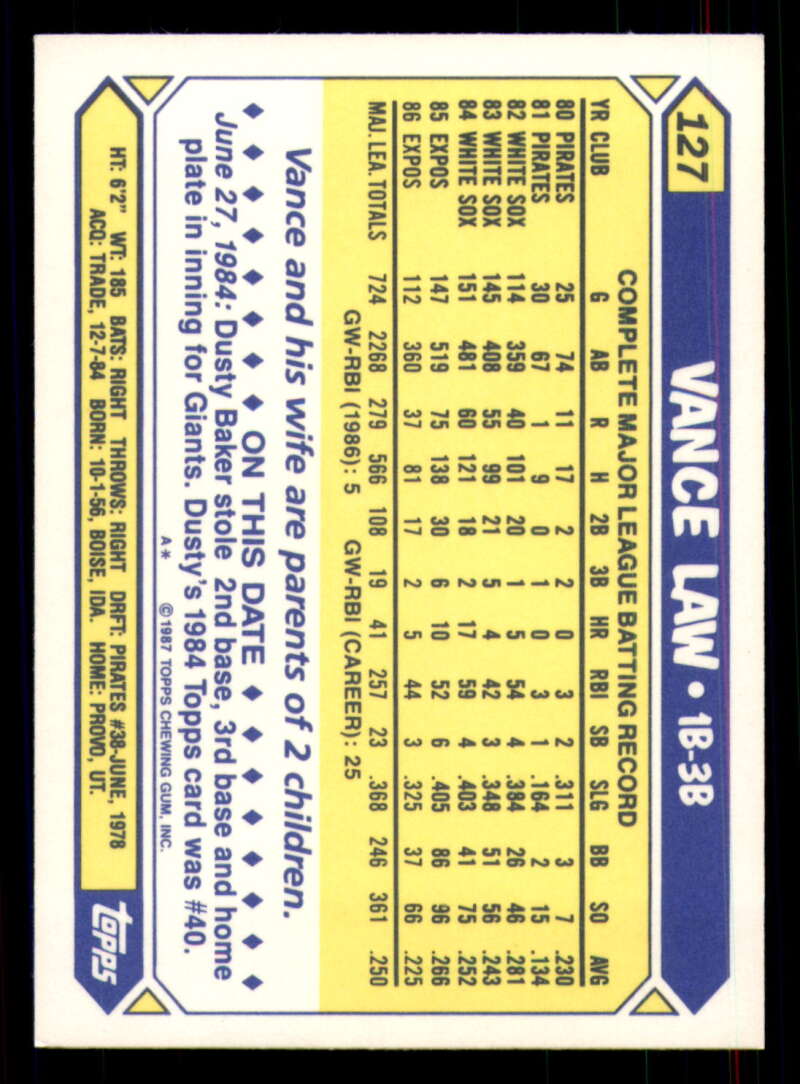 127 VANCE LAW • 1B-3B
COMPLETE MAJOR LEAGUE BATTING RECORD
YR CLUB G AB R H 2B 3B HR RBI SB SLG BB SO AVG
80 PIRATES 25 74 11 17 2 2 0 3 2 .311 3 7 .230
81 PIRATES 30 67 1 9 0 1 0 3 1 .164 2 15 .134
82 WHITE SOX 114 359 40 101 20 1 5 54 4 .384 26 46 .281
83 WHITE SOX 145 408 55 99 21 5 4 42 3 .348 51 56 .243
84 WHITE SOX 151 481 60 121 18 2 17 59 4 .403 41 75 .252
85 EXPOS 147 519 75 138 30 6 10 52 6 .405 86 96 .266
86 EXPOS 112 360 37 81 17 2 5 44 3 .325 37 66 .225
MAJ. LEA. TOTALS 724 2268 279 566 108 19 41 257 23 .368 246 361 .250
GW-RBI (1986): 5 GW-RBI (CAREER): 25
Vance and his wife are parents of 2 children.
◆ ◆ ◆ ◆ ◆ ◆ ◆ ◆ ON THIS DATE ◆ ◆ ◆ ◆ ◆ ◆ ◆ ◆
June 27, 1984: Dusty Baker stole 2nd base, 3rd base and home
plate in inning for Giants. Dusty's 1984 Topps card was #40.
A* © 1987 TOPPS CHEWING GUM, INC.
HT: 6'2" WT: 185 BATS: RIGHT THROWS: RIGHT DRFT: PIRATES #38-JUNE, 1978
ACQ: TRADE, 12-7-84 BORN: 10-1-56, BOISE, IDA. HOME: PROVO, UT.
topps